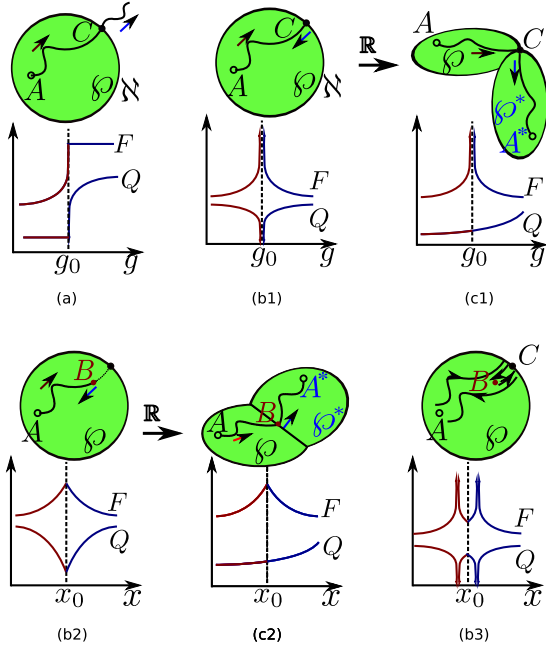 A C ℘ ℵ
F
Q
g₀ g
(a)
A C ℘ ℵ
F
Q
g₀ g
(b1)
ℝ
A C ℘
℘*
A*
F
Q
g₀ g
(c1)
A B ℘
F
Q
x₀ x
(b2)
ℝ
A B A*
℘ ℘*
F
Q
x₀ x
(c2)
A B C ℘
F
Q
x₀ x
(b3)